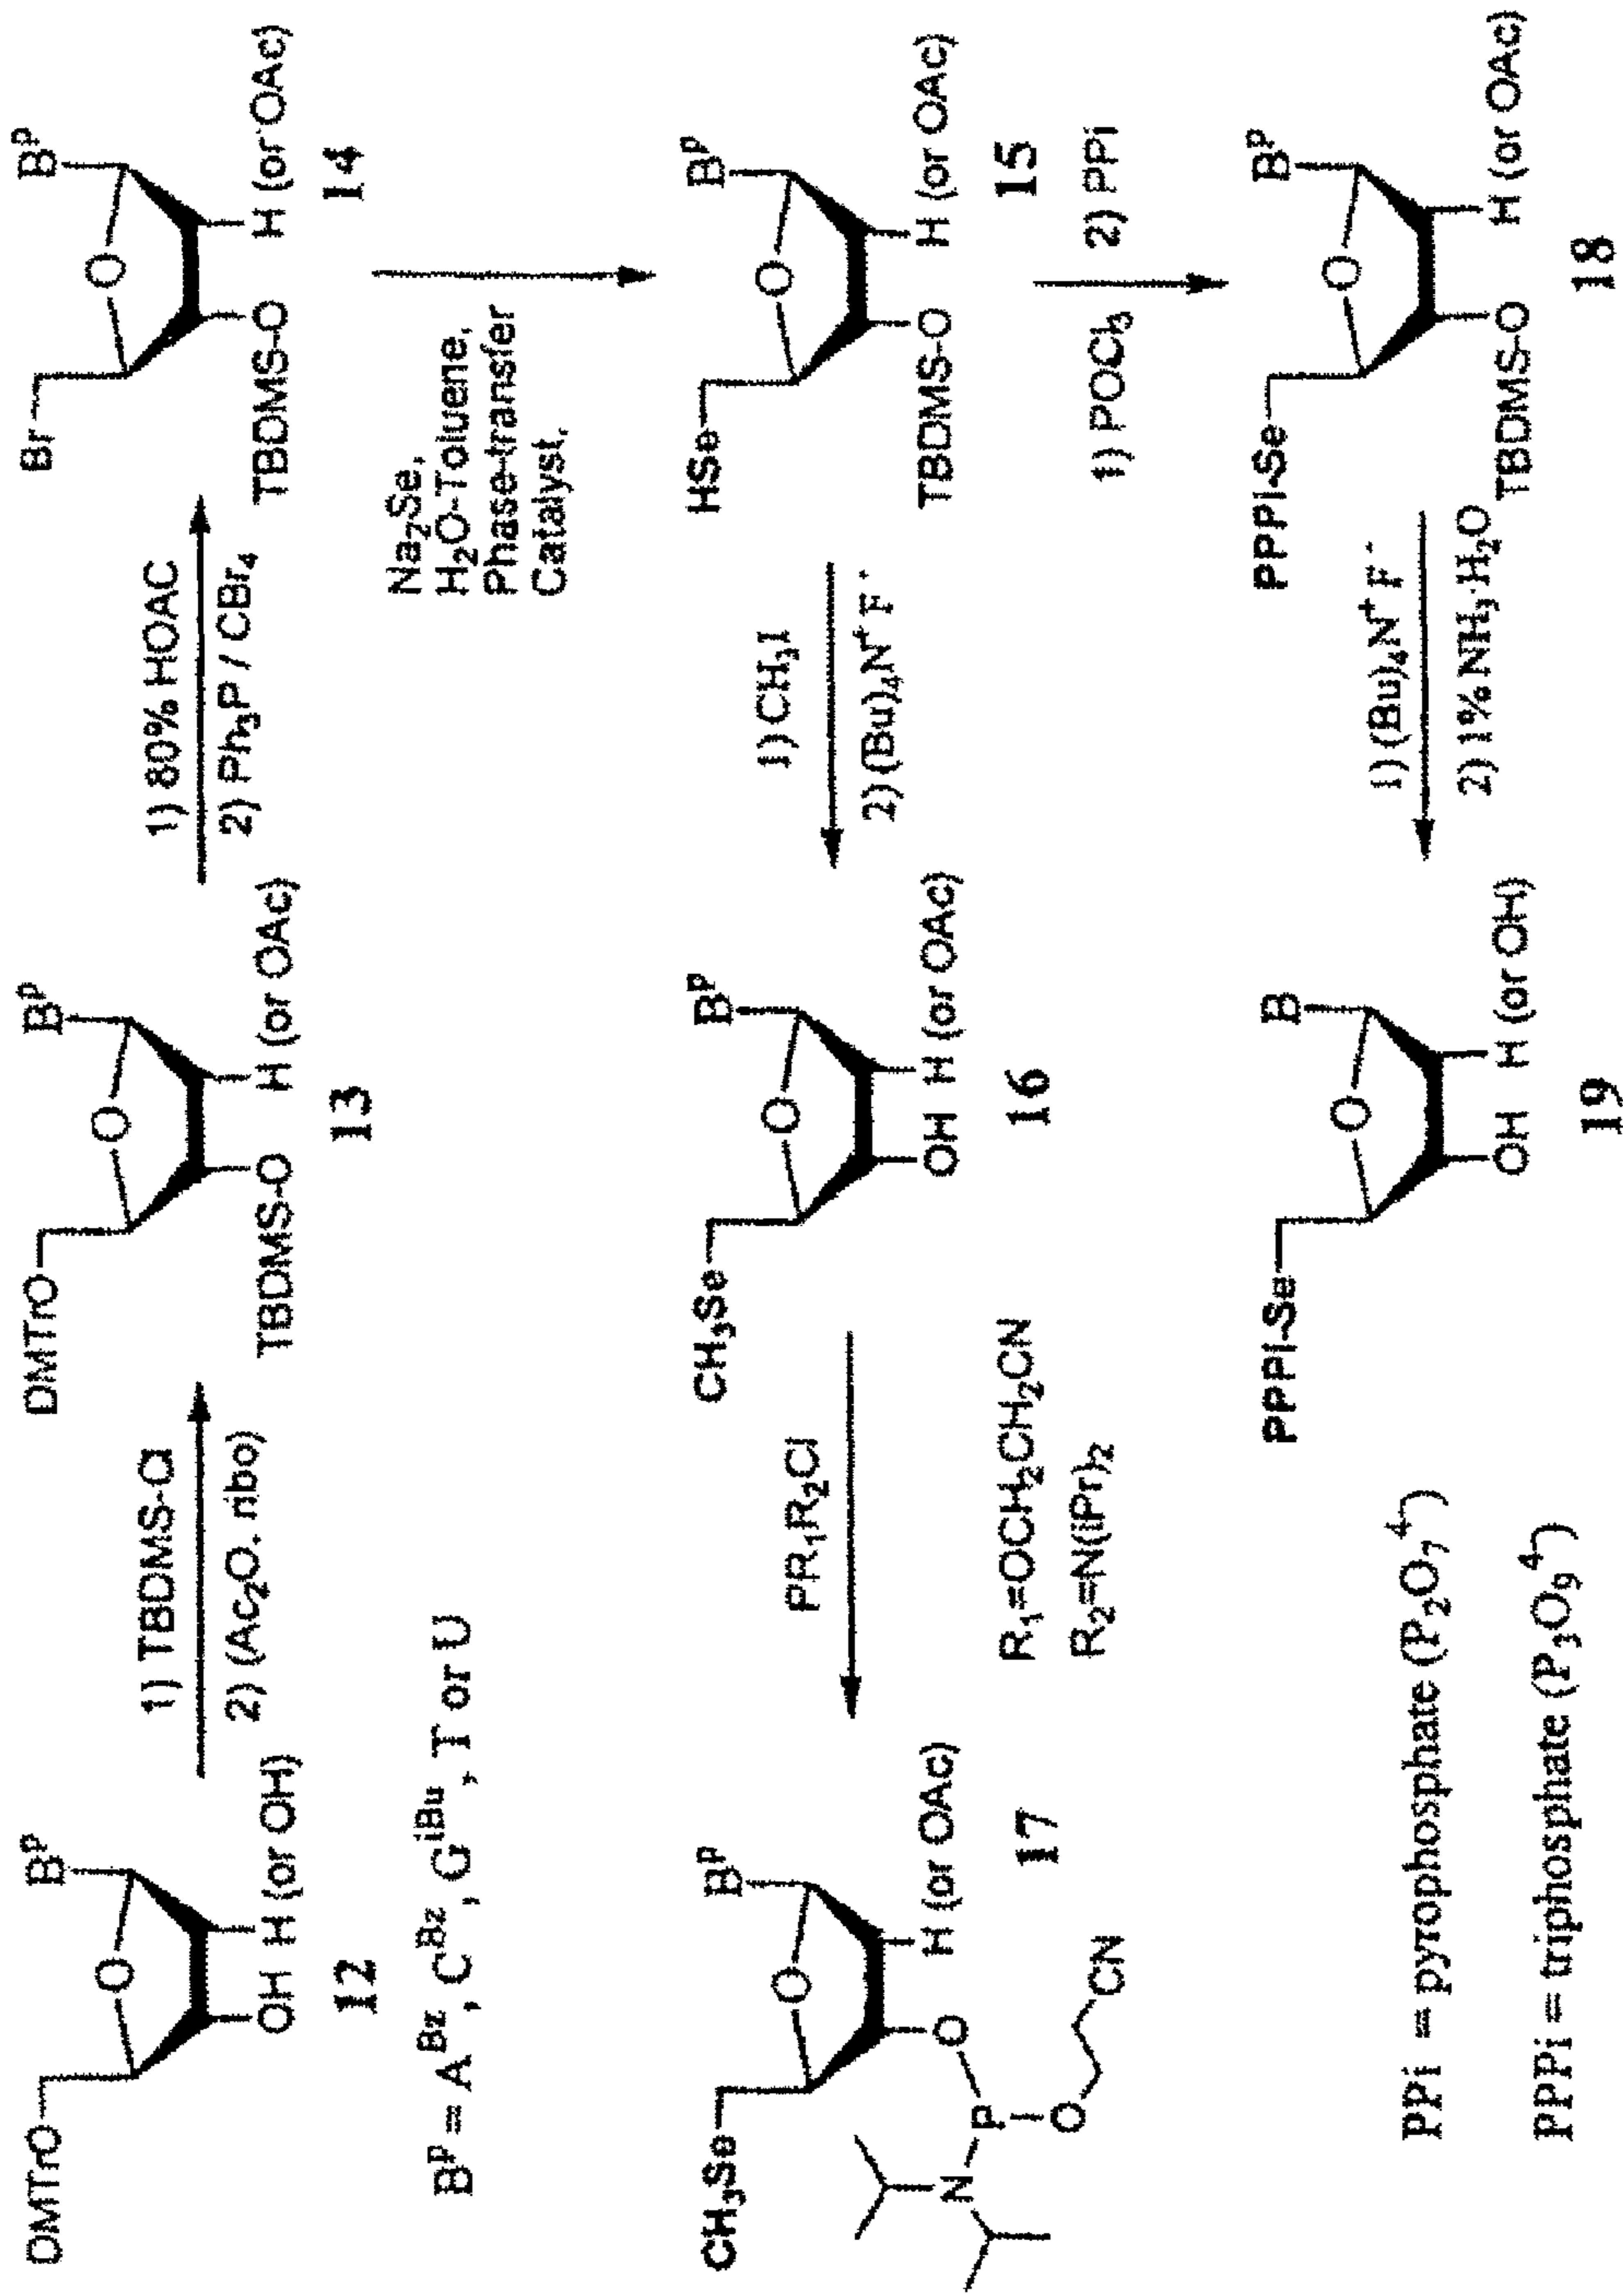 DMTrO
B^P
O
OH H (or OH)
12
1) TBDMS-Cl
2) (Ac₂O. ribo)
DMTrO
B^P
O
TBDMS-O
H (or OAc)
13
1) 80% HOAC
2) Ph₃P / CBr₄
Br
B^P
O
TBDMS-O
H (or OAc)
14
B^P = A^Bz, C^Bz, G^iBu, T or U
Na₂Se,
H₂O-Toluene,
Phase-transfer
Catalyst,
CH₃Se
B^P
O
H (or OAc)
O
P
N
O
CN
17
PR₁R₂Cl
R₁=OCH₂CH₂CN
R₂=N(iPr)₂
CH₃Se
B^P
O
OH H (or OAc)
16
1) CH₃I
2) (Bu)₄N⁺F⁻
HSe
B^P
O
TBDMS-O
H (or OAc)
15
1) POCl₃
2) PPi
PPi = pyrophosphate (P₂O₇⁴⁻)
PPPi = triphosphate (P₃O₉⁴⁻)
PPPi-Se
B
O
OH H (or OH)
19
1) (Bu)₄N⁺F⁻
2) 1% NH₃·H₂O
PPPi-Se
B^P
O
TBDMS-O
H (or OAc)
18